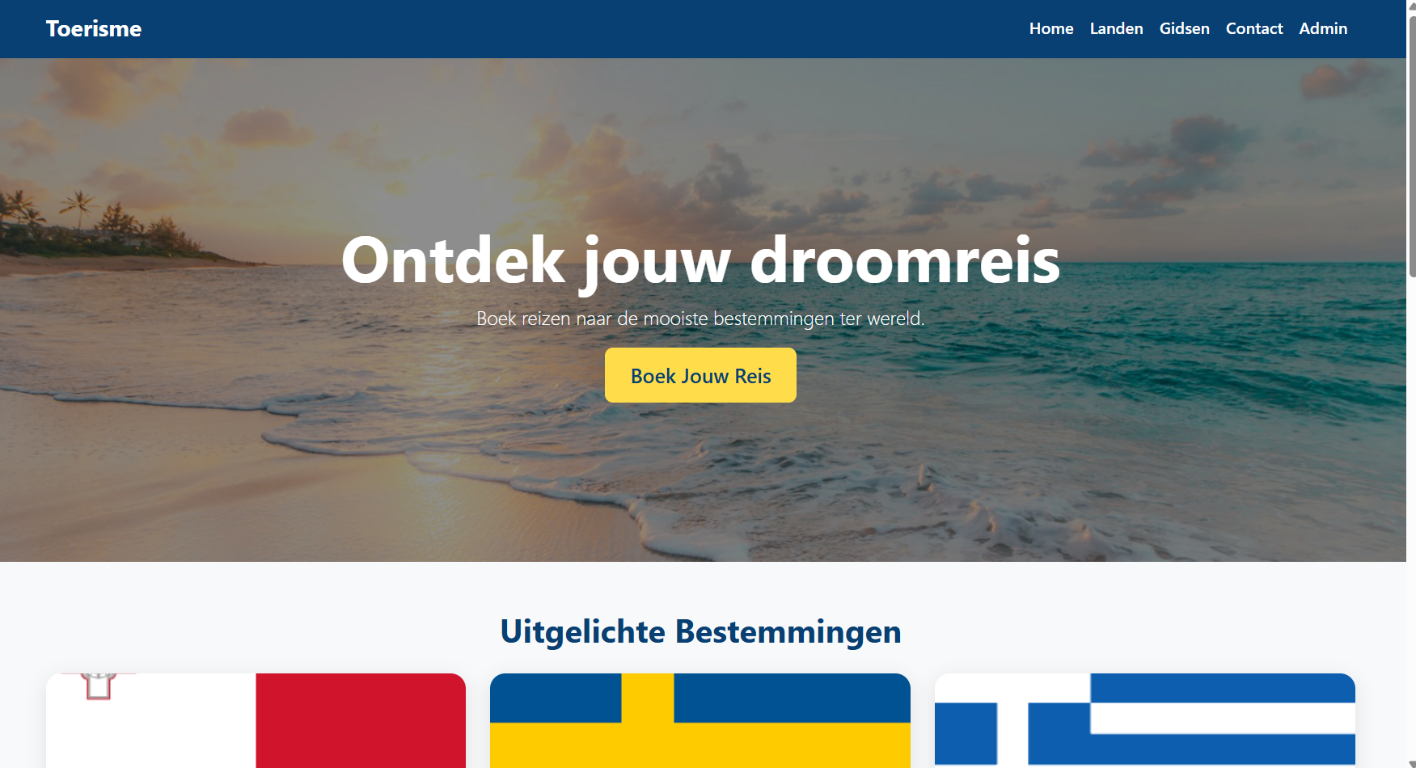 Toerisme
Home Landen Gidsen Contact Admin
Ontdek jouw droomreis
Boek reizen naar de mooiste bestemmingen ter wereld.
Boek Jouw Reis
Uitgelichte Bestemmingen